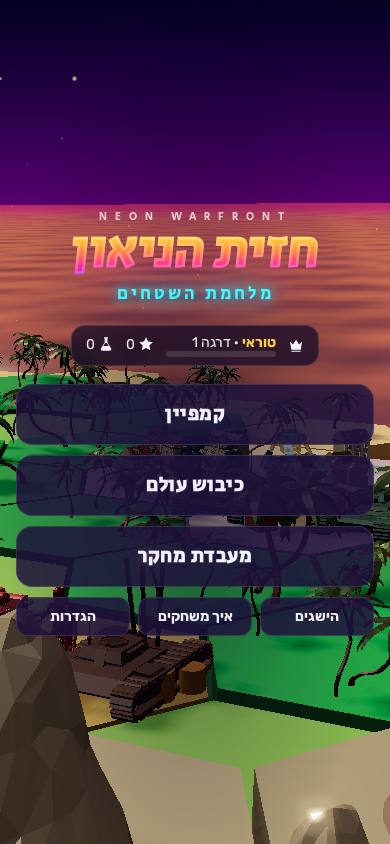 NEON WARFRONT
חזית הניאון
מלחמת השטחים
טוראי • דרגה 1
0
0
קמפיין
כיבוש עולם
מעבדת מחקר
הישגים
איך משחקים
הגדרות